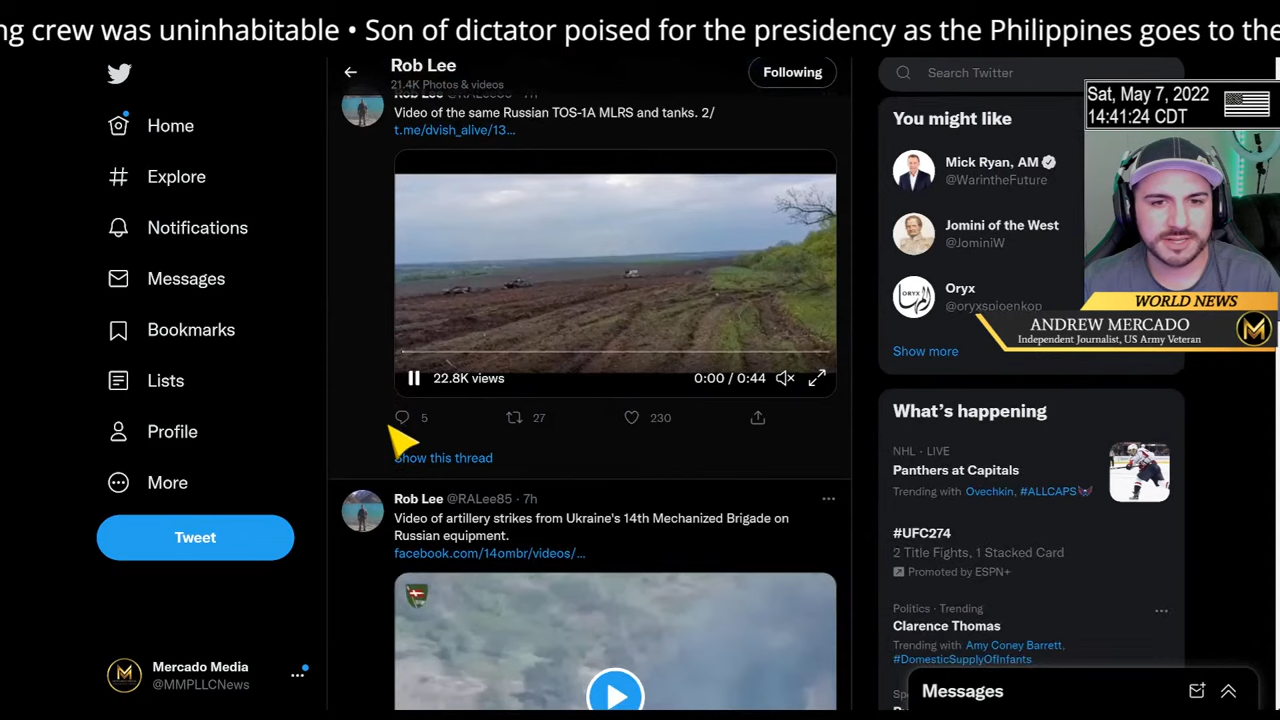 ng crew was uninhabitable • Son of dictator poised for the presidency as the Philippines goes to the
Home
Explore
Notifications
Messages
Bookmarks
Lists
Profile
More
Tweet
Mercado Media
@MMPLLCNews
Rob Lee
21.4K Photos & videos
Following
Rob Lee @RALee85 · 7h
Video of the same Russian TOS-1A MLRS and tanks. 2/
t.me/dvish_alive/13...
22.8K views
0:00 / 0:44
5
27
230
Show this thread
Rob Lee @RALee85 · 7h
Video of artillery strikes from Ukraine's 14th Mechanized Brigade on
Russian equipment.
facebook.com/14ombr/videos/...
Search Twitter
You might like
Mick Ryan, AM
@WarintheFuture
Jomini of the West
@JominiW
Oryx
ORYX
@oryxspioenkop
Show more
Sat, May 7, 2022
14:41:24 CDT
WORLD NEWS
ANDREW MERCADO
Independent Journalist, US Army Veteran
What's happening
NHL · LIVE
Panthers at Capitals
Trending with Ovechkin, #ALLCAPS
#UFC274
2 Title Fights, 1 Stacked Card
Promoted by ESPN+
Politics · Trending
Clarence Thomas
Trending with Amy Coney Barrett,
#DomesticSupplyOfInfants
Messages